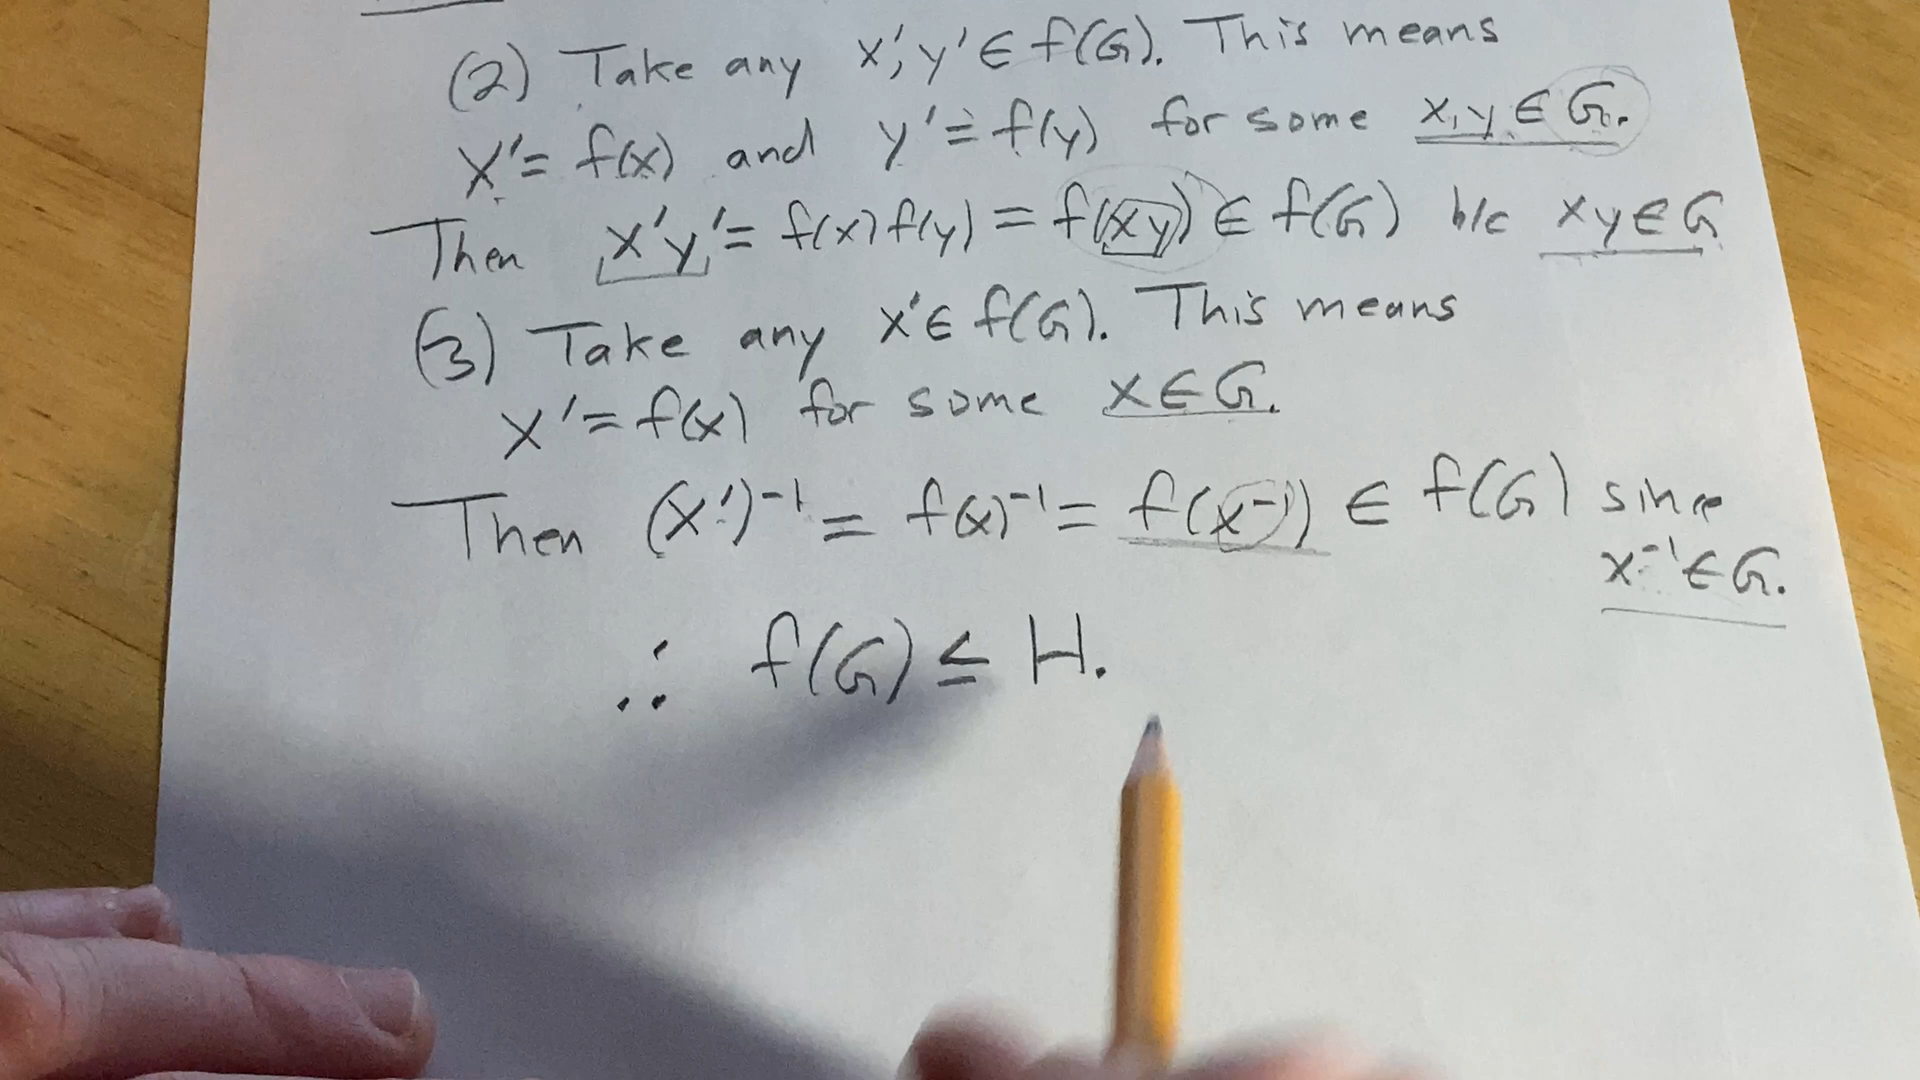 (2) Take any x', y' ∈ f(G). This means
x' = f(x) and y' = f(y) for some x, y ∈ G.
Then x'y' = f(x) f(y) = f(xy) ∈ f(G) b/c xy ∈ G
(3) Take any x' ∈ f(G). This means
x' = f(x) for some x ∈ G.
Then (x')⁻¹ = f(x)⁻¹ = f(x⁻¹) ∈ f(G) since
x⁻¹ ∈ G.
∴ f(G) ≤ H.